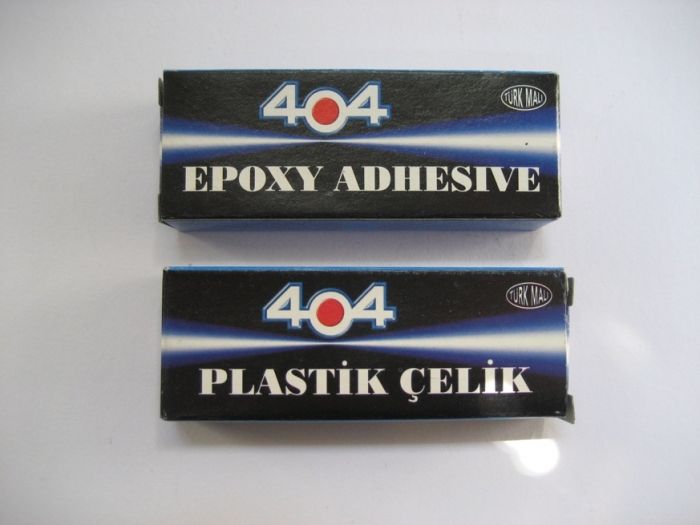 404
TÜRK MALI
EPOXY ADHESIVE
404
TÜRK MALI
PLASTİK ÇELİK